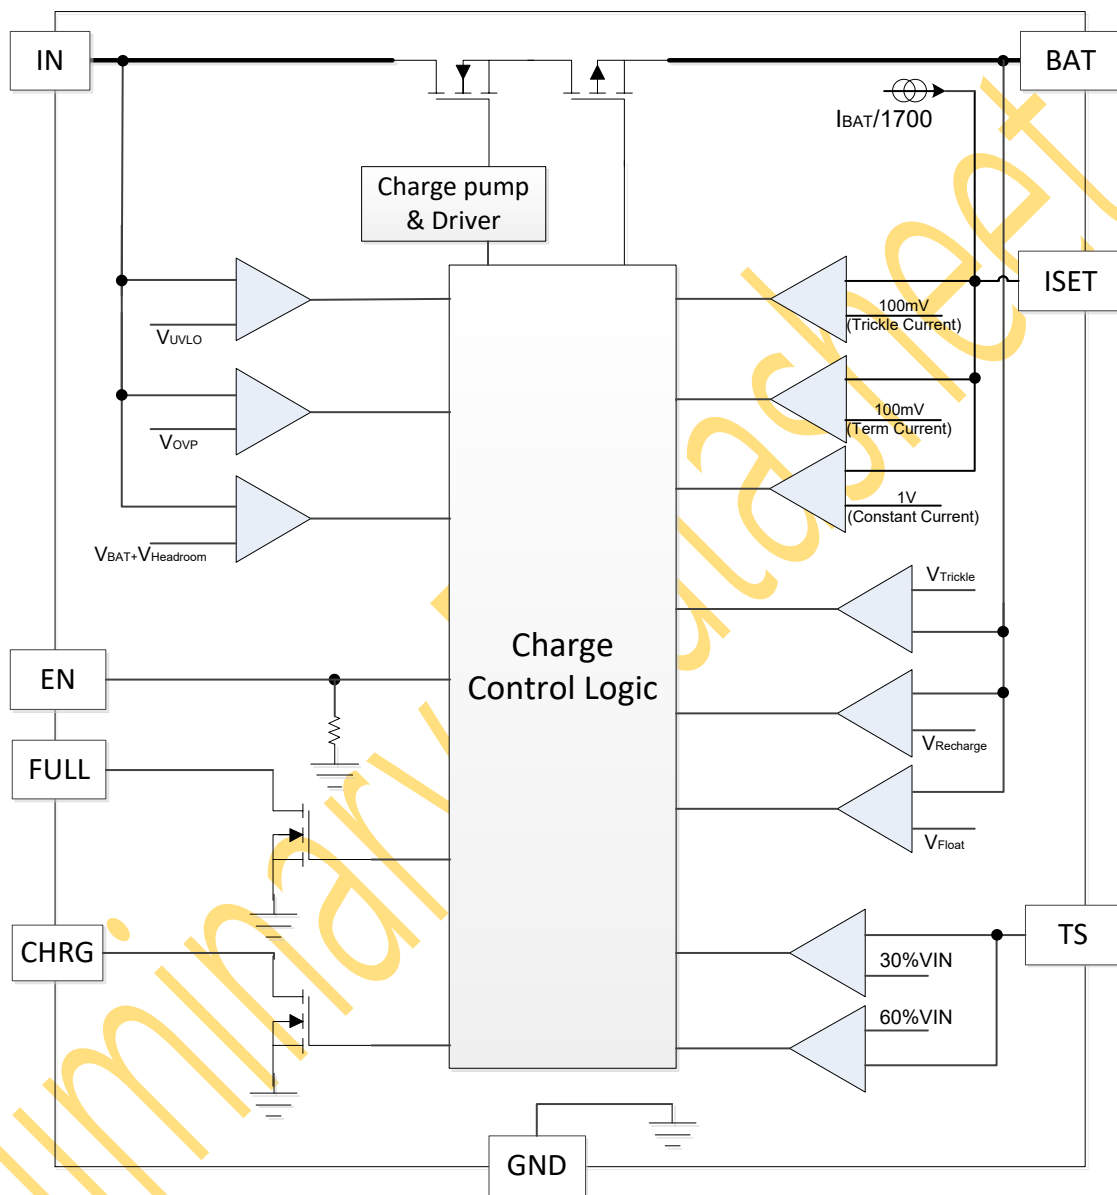 IN
BAT
IBAT/1700
Charge pump
& Driver
ISET
VUVLO
100mV
(Trickle Current)
VOVP
100mV
(Term Current)
1V
(Constant Current)
VBAT+VHeadroom
VTrickle
EN
Charge
Control Logic
VRecharge
FULL
VFloat
CHRG
TS
30%VIN
60%VIN
GND